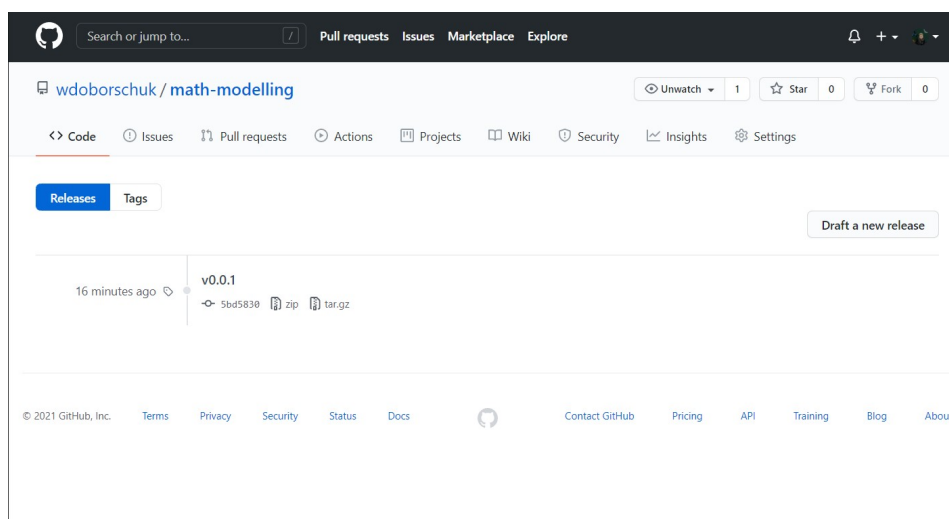 Search or jump to... / Pull requests Issues Marketplace Explore
wdoborschuk / math-modelling Unwatch 1 Star 0 Fork 0
Code Issues Pull requests Actions Projects Wiki Security Insights Settings
Releases Tags
Draft a new release
16 minutes ago v0.0.1
5bd5830 zip tar.gz
© 2021 GitHub, Inc. Terms Privacy Security Status Docs Contact GitHub Pricing API Training Blog Abou